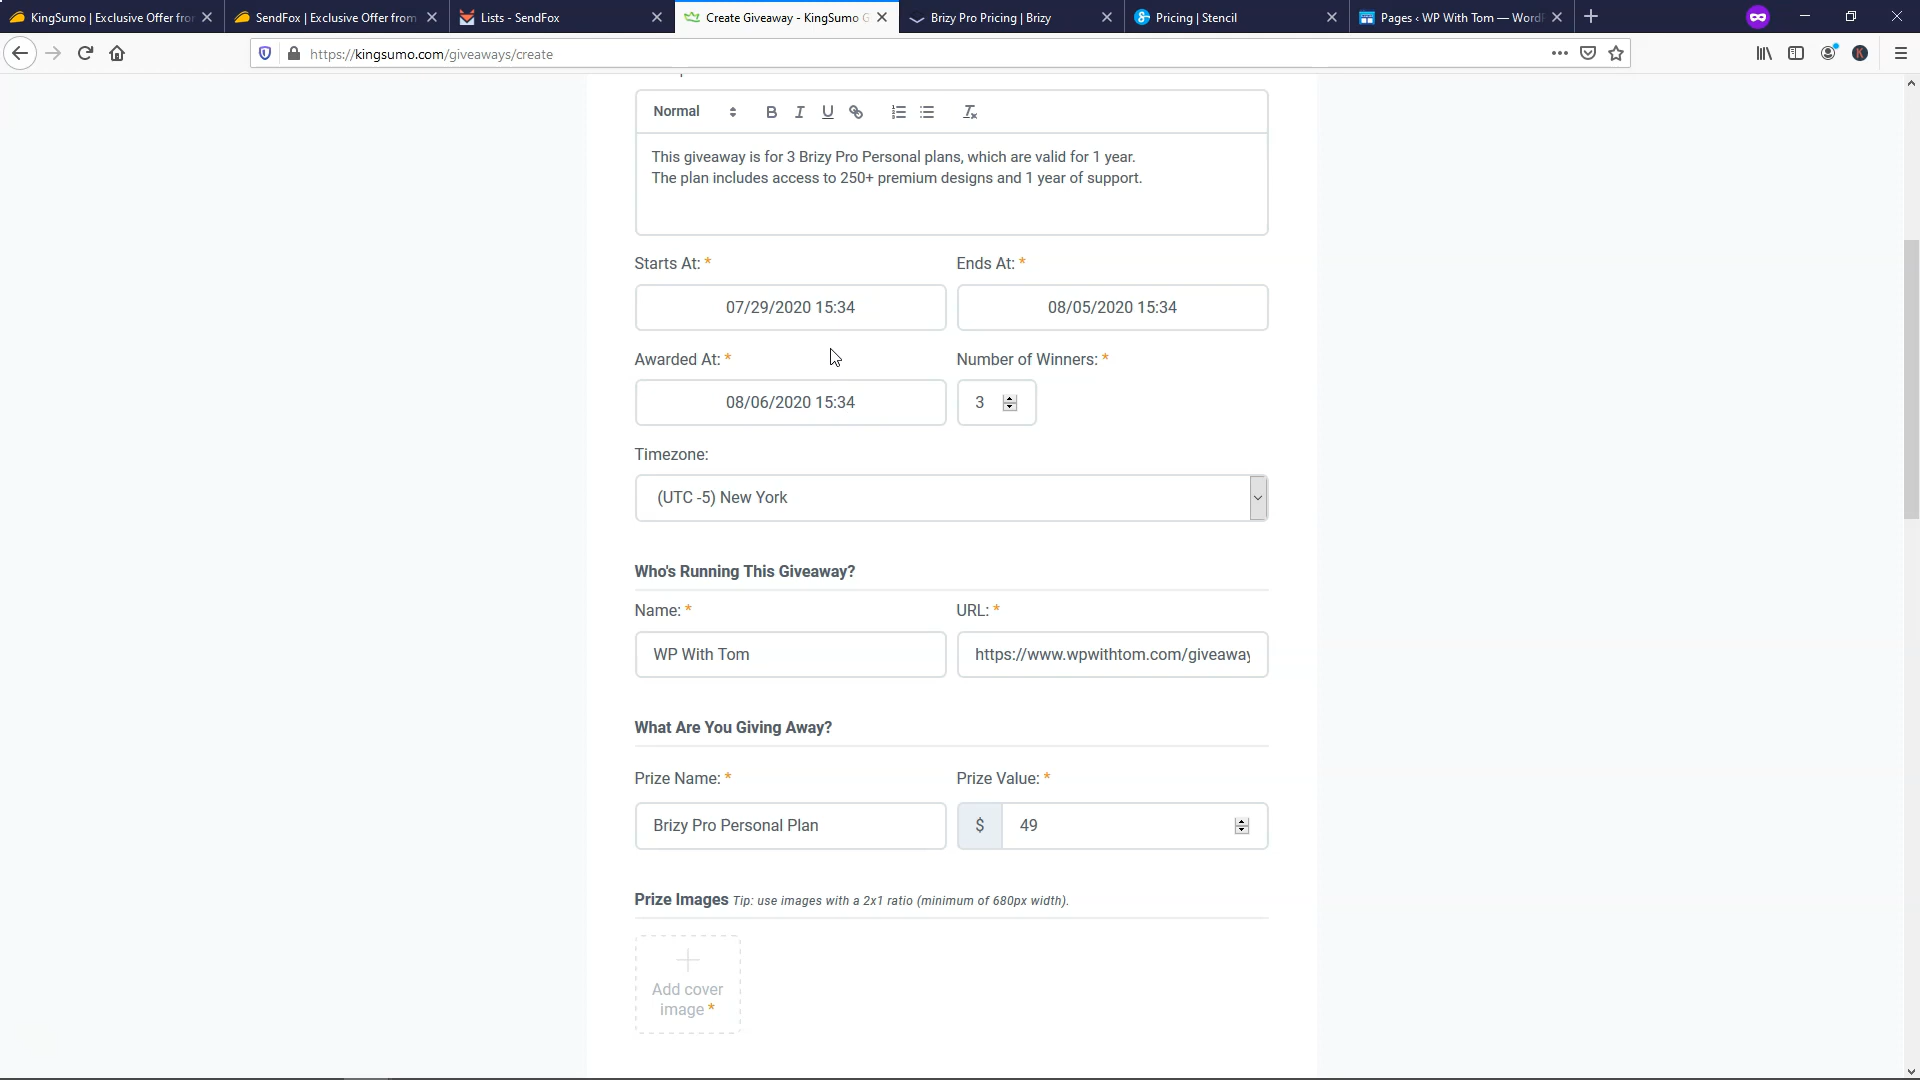 KingSumo | Exclusive Offer fro
SendFox | Exclusive Offer from
Lists - SendFox
Create Giveaway - KingSumo G
Brizy Pro Pricing | Brizy
Pricing | Stencil
Pages ‹ WP With Tom — Word
https://kingsumo.com/giveaways/create
K
Normal
B I U
This giveaway is for 3 Brizy Pro Personal plans, which are valid for 1 year.
The plan includes access to 250+ premium designs and 1 year of support.
Starts At: *
Ends At: *
07/29/2020 15:34
08/05/2020 15:34
Awarded At: *
Number of Winners: *
08/06/2020 15:34
3
Timezone:
(UTC -5) New York
Who's Running This Giveaway?
Name: *
URL: *
WP With Tom
https://www.wpwithtom.com/giveaway
What Are You Giving Away?
Prize Name: *
Prize Value: *
Brizy Pro Personal Plan
$ 49
Prize Images Tip: use images with a 2x1 ratio (minimum of 680px width).
Add cover
image *